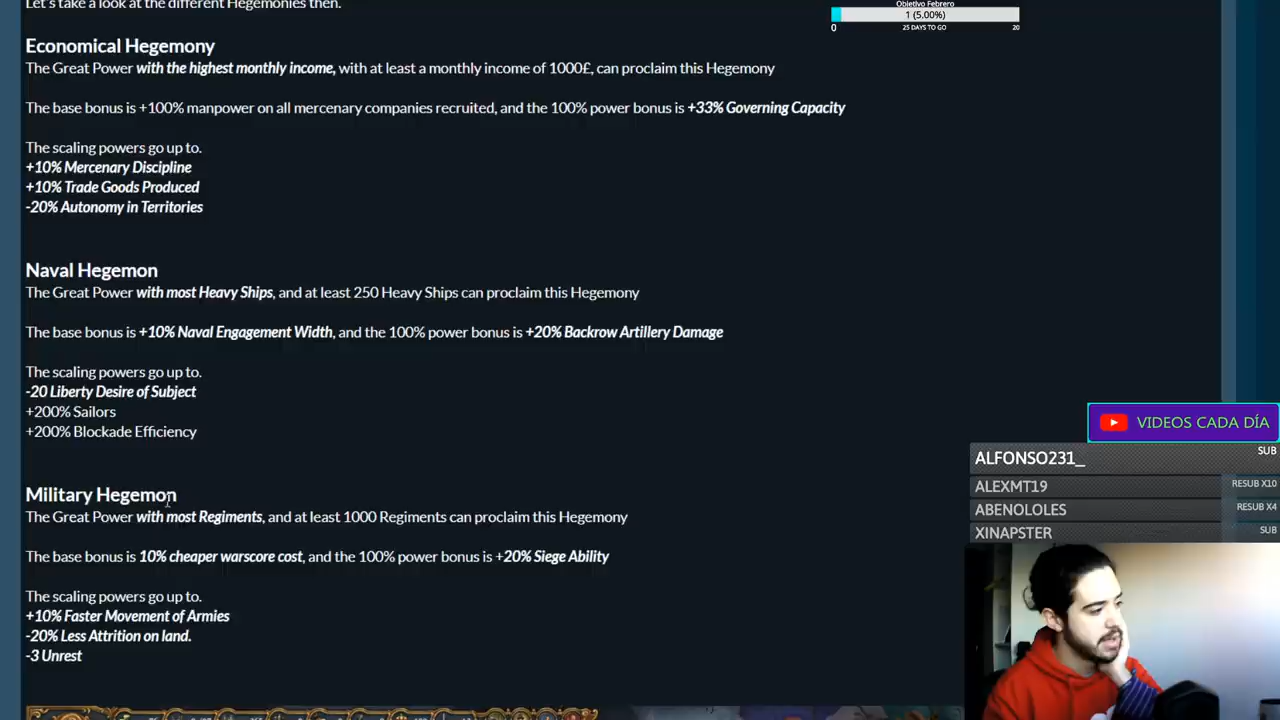 Let's take a look at the different Hegemonies then.
Objetivo Febrero
1 (5.00%)
0
25 DAYS TO GO
20
Economical Hegemony
The Great Power with the highest monthly income, with at least a monthly income of 1000£, can proclaim this Hegemony
The base bonus is +100% manpower on all mercenary companies recruited, and the 100% power bonus is +33% Governing Capacity
The scaling powers go up to.
+10% Mercenary Discipline
+10% Trade Goods Produced
-20% Autonomy in Territories
Naval Hegemon
The Great Power with most Heavy Ships, and at least 250 Heavy Ships can proclaim this Hegemony
The base bonus is +10% Naval Engagement Width, and the 100% power bonus is +20% Backrow Artillery Damage
The scaling powers go up to.
-20 Liberty Desire of Subject
+200% Sailors
+200% Blockade Efficiency
VIDEOS CADA DÍA
ALFONSO231_ SUB
ALEXMT19 RESUB X10
ABENOLOLES RESUB X4
XINAPSTER SUB
Military Hegemon
The Great Power with most Regiments, and at least 1000 Regiments can proclaim this Hegemony
The base bonus is 10% cheaper warscore cost, and the 100% power bonus is +20% Siege Ability
The scaling powers go up to.
+10% Faster Movement of Armies
-20% Less Attrition on land.
-3 Unrest